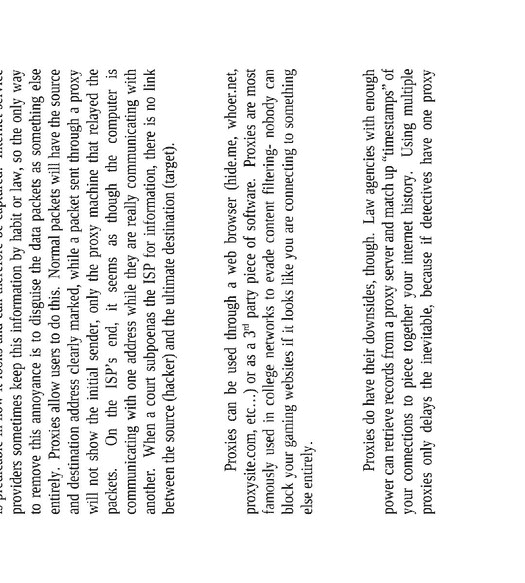 providers sometimes keep this information by habit or law, so the only way
to remove this annoyance is to disguise the data packets as something else
entirely. Proxies allow users to do this. Normal packets will have the source
and destination address clearly marked, while a packet sent through a proxy
will not show the initial sender, only the proxy machine that relayed the
packets. On the ISP's end, it seems as though the computer is
communicating with one address while they are really communicating with
another. When a court subpoenas the ISP for information, there is no link
between the source (hacker) and the ultimate destination (target).
Proxies can be used through a web browser (hide.me, whoer.net,
proxysite.com, etc…) or as a 3rd party piece of software. Proxies are most
famously used in college networks to evade content filtering- nobody can
block your gaming websites if it looks like you are connecting to something
else entirely.
Proxies do have their downsides, though. Law agencies with enough
power can retrieve records from a proxy server and match up “timestamps” of
your connections to piece together your internet history. Using multiple
proxies only delays the inevitable, because if detectives have one proxy